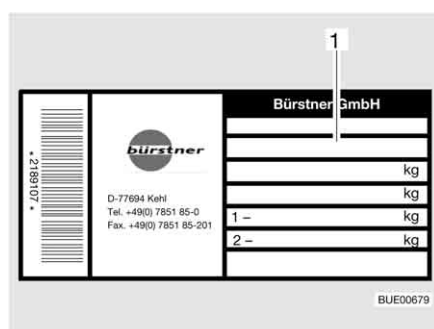 1
Bürstner GmbH
* 2189107 *
bürstner
D-77694 Kehl
Tel. +49(0) 7851 85-0
Fax. +49(0) 7851 85-201
kg
kg
1 – kg
2 – kg
BUE00679